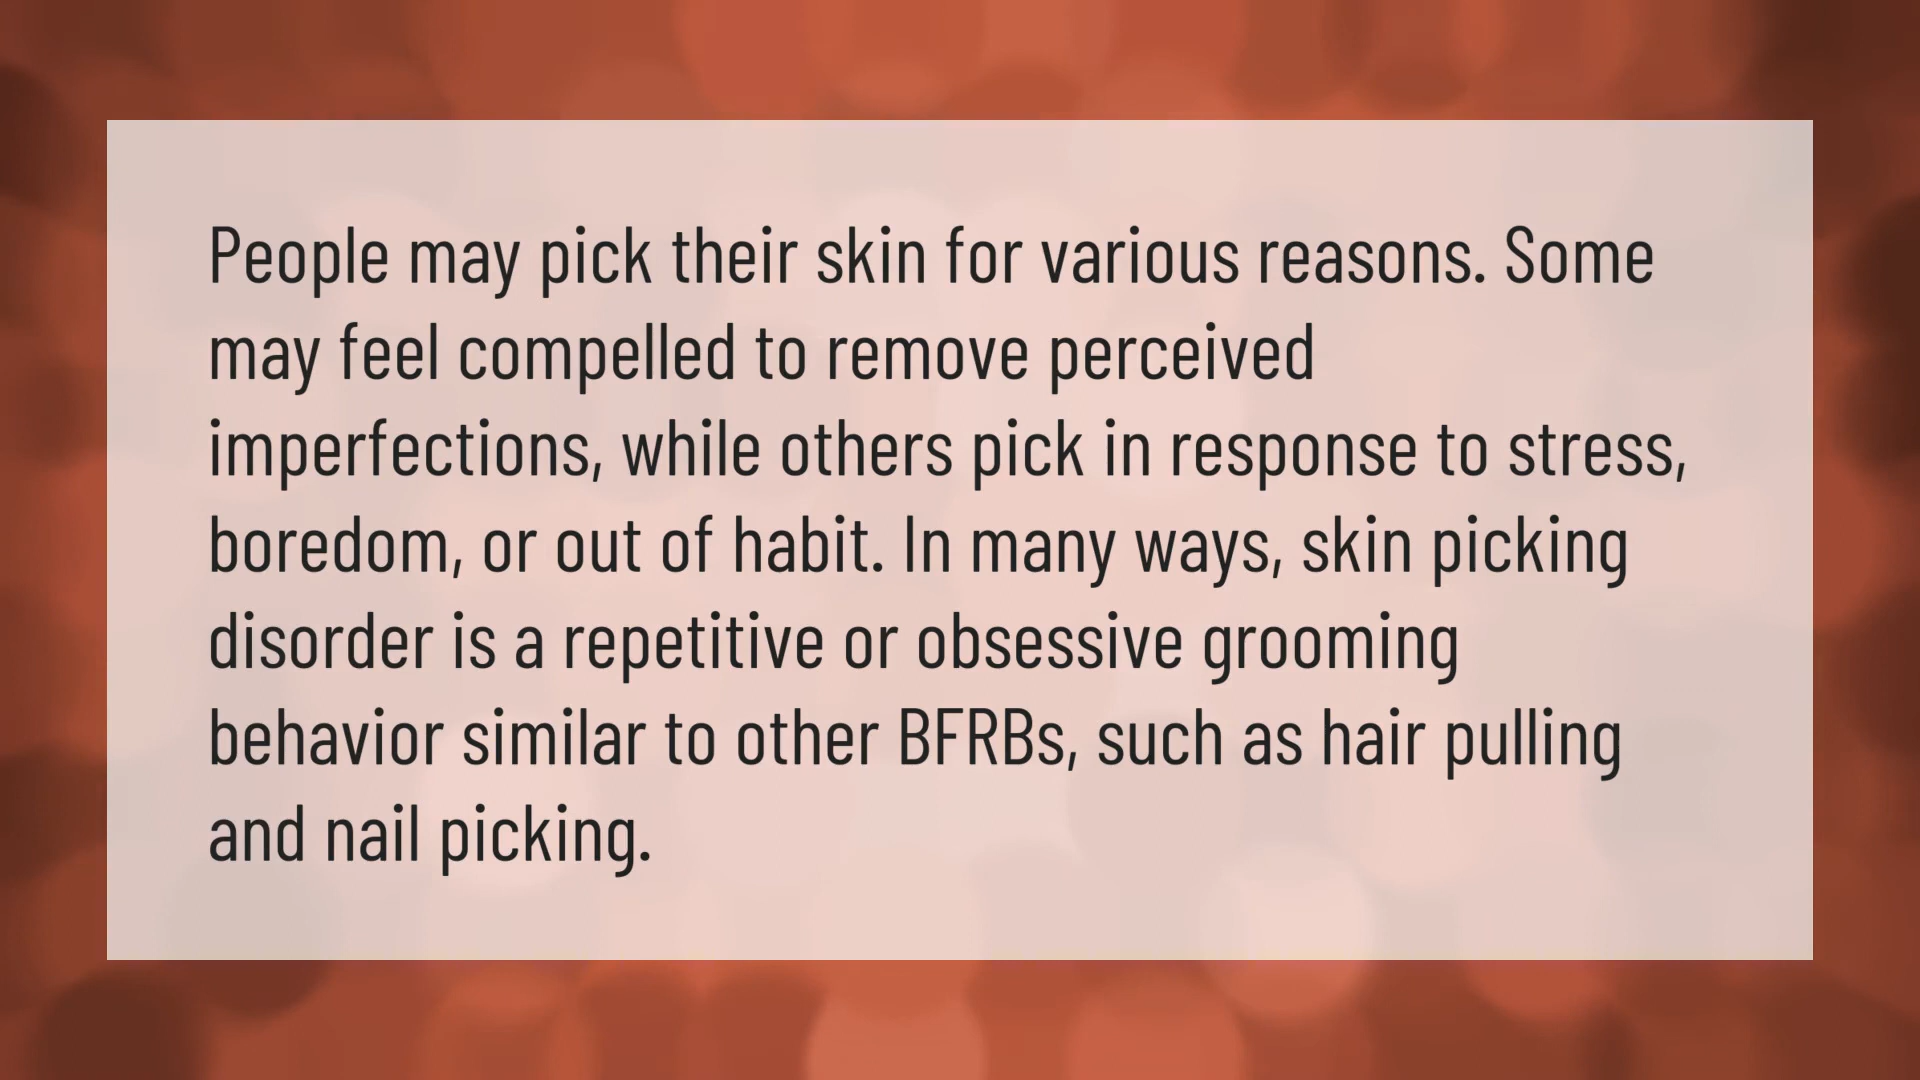 People may pick their skin for various reasons. Some
may feel compelled to remove perceived
imperfections, while others pick in response to stress,
boredom, or out of habit. In many ways, skin picking
disorder is a repetitive or obsessive grooming
behavior similar to other BFRBs, such as hair pulling
and nail picking.